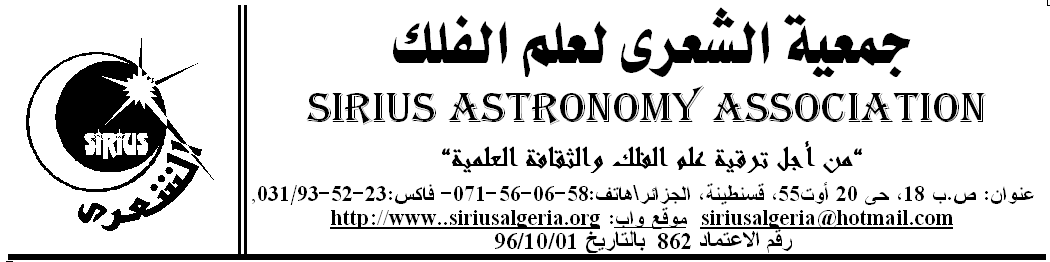 جمعية الشعرى لعلم الفلك
SIRIUS ASTRONOMY ASSOCIATION
“من أجل ترقية علم الفلك والثقافة العلمية“
عنوان: ص.ب 18، حى 20 أوت55، قسنطينة، الجزائر\هاتف:58-06-56-071- فاكس:23-52-031/93,
siriusalgeria@hotmail.com موقع واب: http://www..siriusalgeria.org
رقم الاعتماد 862 بالتاريخ 96/10/01
SIRIUS
الشعرى